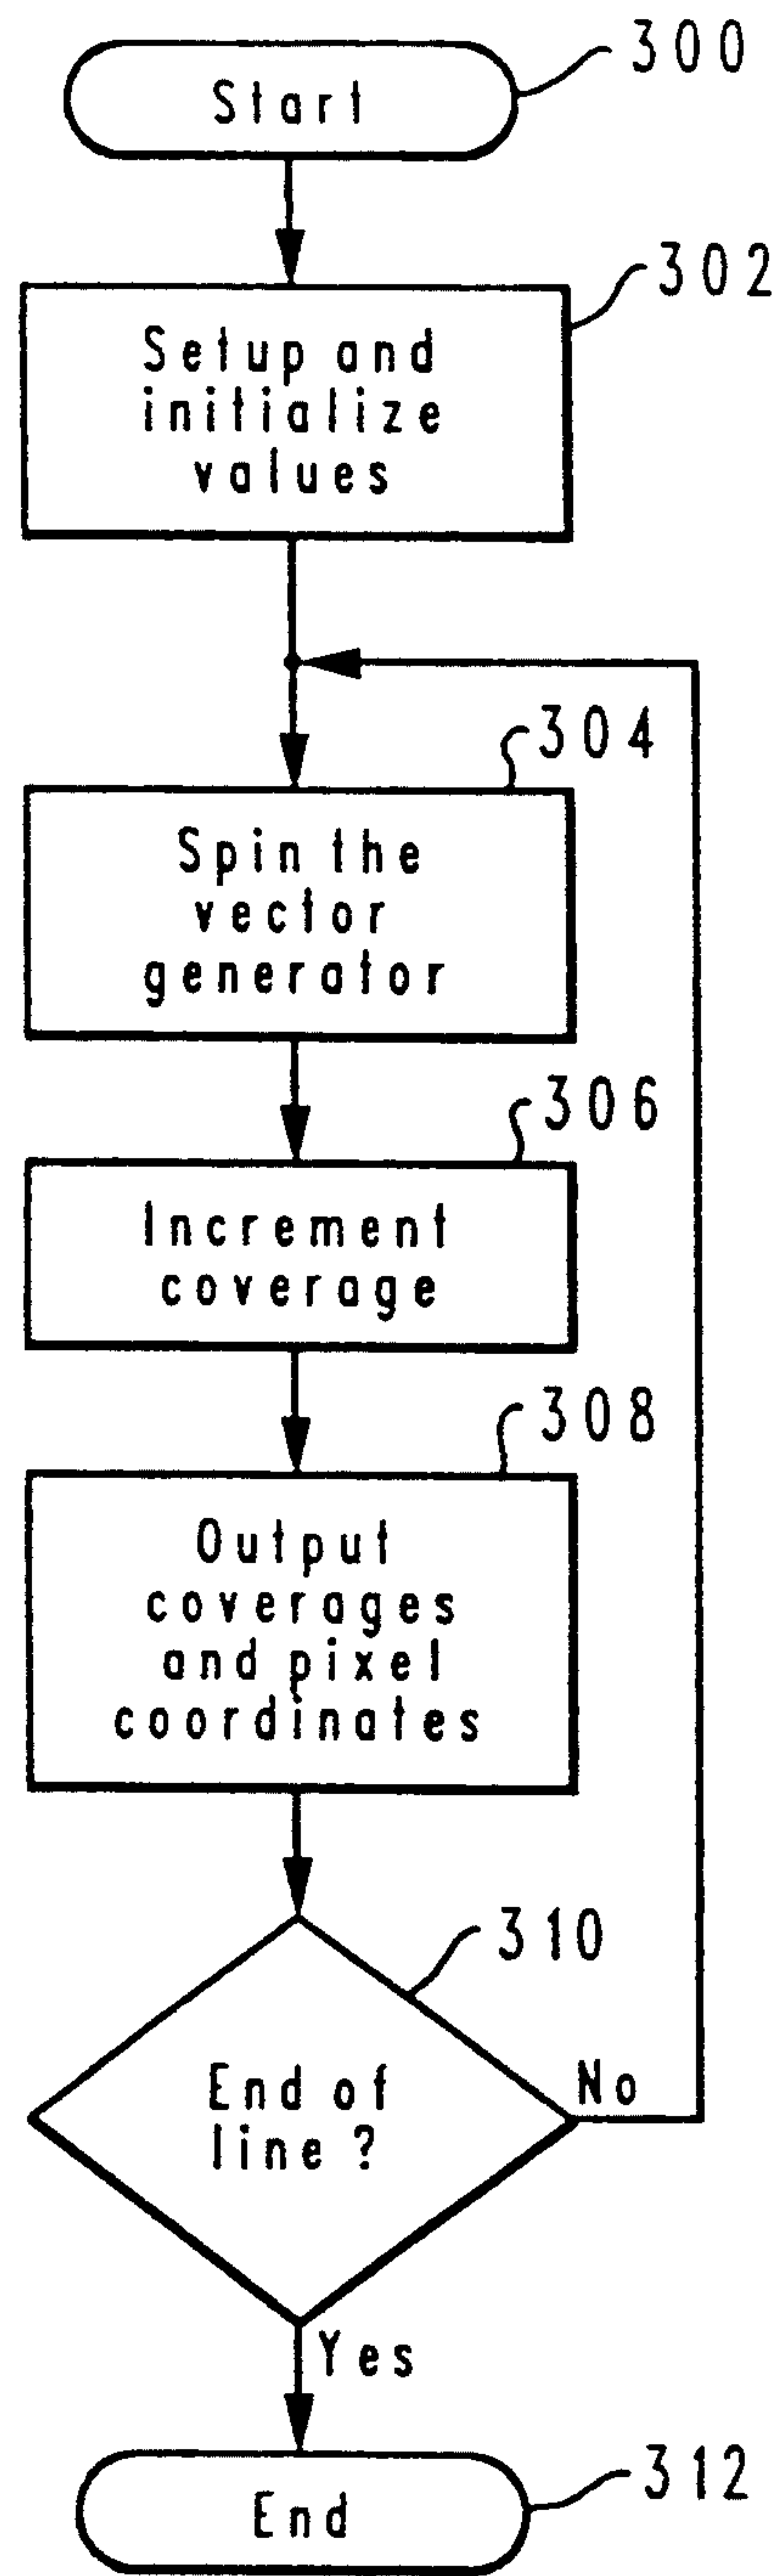 Start
300
302
Setup and
initialize
values
304
Spin the
vector
generator
306
Increment
coverage
308
Output
coverages
and pixel
coordinates
310
End of
line?
No
Yes
End
312